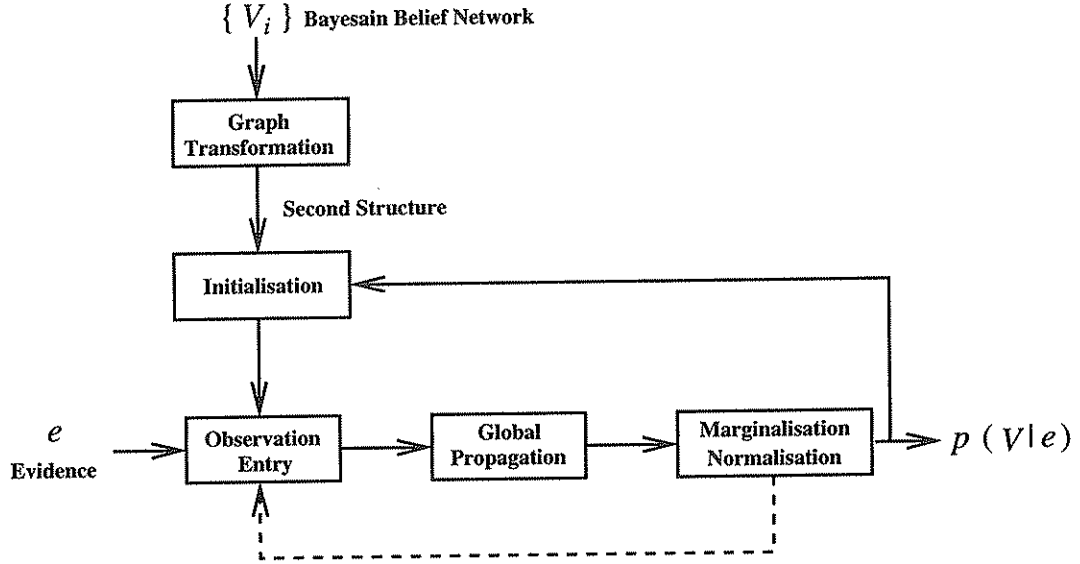 { V_i } Bayesain Belief Network
Graph
Transformation
Second Structure
Initialisation
e
Evidence
Observation
Entry
Global
Propagation
Marginalisation
Normalisation
p ( V | e )